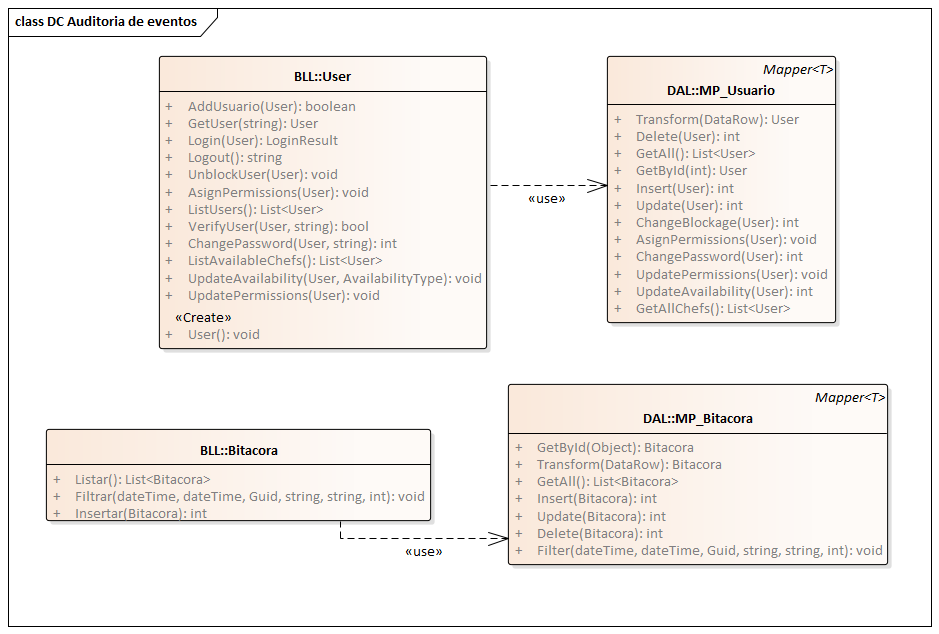 class DC Auditoria de eventos
BLL::User
+ AddUsuario(User): boolean
+ GetUser(string): User
+ Login(User): LoginResult
+ Logout(): string
+ UnblockUser(User): void
+ AsignPermissions(User): void
+ ListUsers(): List<User>
+ VerifyUser(User, string): bool
+ ChangePassword(User, string): int
+ ListAvailableChefs(): List<User>
+ UpdateAvailability(User, AvailabilityType): void
+ UpdatePermissions(User): void
«Create»
+ User(): void
«use»
Mapper<T>
DAL::MP_Usuario
+ Transform(DataRow): User
+ Delete(User): int
+ GetAll(): List<User>
+ GetById(int): User
+ Insert(User): int
+ Update(User): int
+ ChangeBlockage(User): int
+ AsignPermissions(User): void
+ ChangePassword(User): int
+ UpdatePermissions(User): void
+ UpdateAvailability(User): int
+ GetAllChefs(): List<User>
BLL::Bitacora
+ Listar(): List<Bitacora>
+ Filtrar(dateTime, dateTime, Guid, string, string, int): void
+ Insertar(Bitacora): int
«use»
Mapper<T>
DAL::MP_Bitacora
+ GetById(Object): Bitacora
+ Transform(DataRow): Bitacora
+ GetAll(): List<Bitacora>
+ Insert(Bitacora): int
+ Update(Bitacora): int
+ Delete(Bitacora): int
+ Filter(dateTime, dateTime, Guid, string, string, int): void